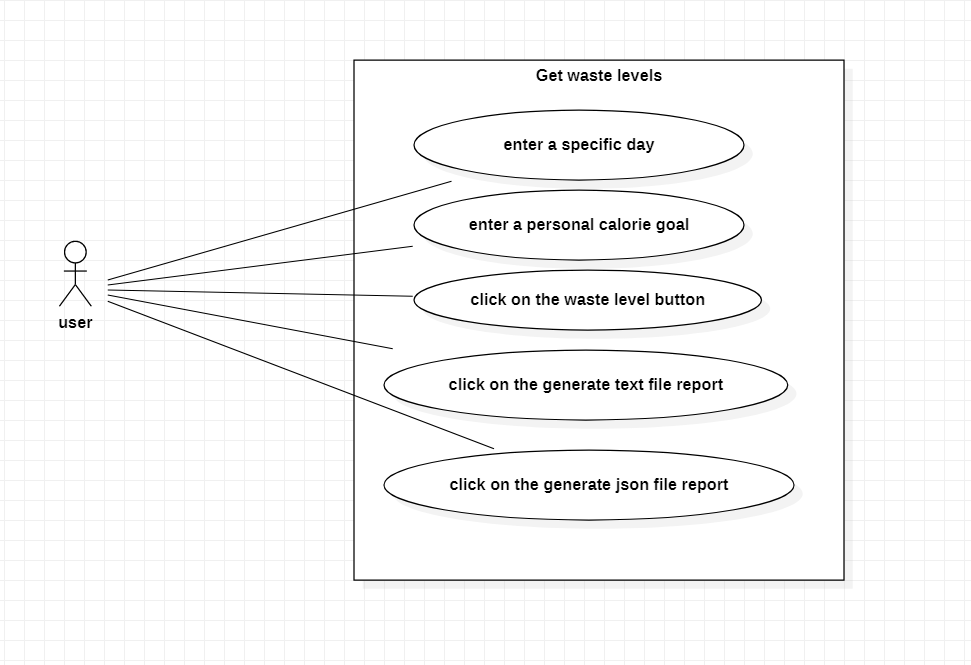 Get waste levels
enter a specific day
enter a personal calorie goal
click on the waste level button
user
click on the generate text file report
click on the generate json file report